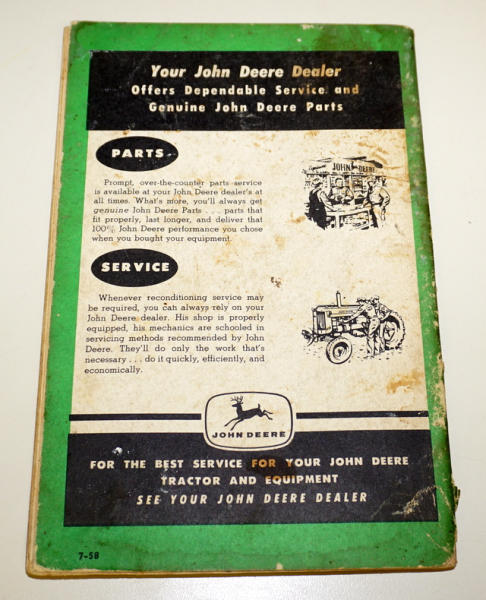 Your John Deere Dealer
Offers Dependable Service and
Genuine John Deere Parts
PARTS
JOHN DEERE
Prompt, over-the-counter parts service
is available at your John Deere dealer's at
all times. What's more, you'll always get
genuine John Deere Parts . . . parts that
fit properly, last longer, and deliver that
100% John Deere performance you chose
when you bought your equipment.
SERVICE
Whenever reconditioning service may
be required, you can always rely on your
John Deere dealer. His shop is properly
equipped, his mechanics are schooled in
servicing methods recommended by John
Deere. They'll do only the work that's
necessary . . . do it quickly, efficiently, and
economically.
JOHN DEERE
FOR THE BEST SERVICE FOR YOUR JOHN DEERE
TRACTOR AND EQUIPMENT
SEE YOUR JOHN DEERE DEALER
7-58